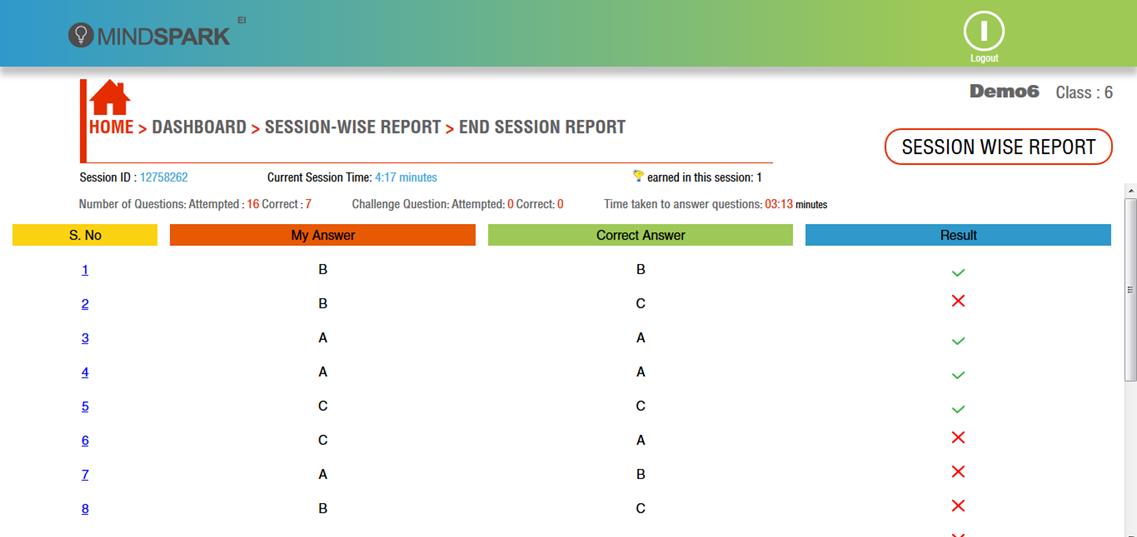 EI
MINDSPARK
Logout
Demo6 Class : 6
HOME > DASHBOARD > SESSION-WISE REPORT > END SESSION REPORT
SESSION WISE REPORT
Session ID : 12758262 Current Session Time: 4:17 minutes earned in this session: 1
Number of Questions: Attempted : 16 Correct : 7 Challenge Question: Attempted: 0 Correct: 0 Time taken to answer questions: 03:13 minutes
S. No My Answer Correct Answer Result
1 B B
2 B C
3 A A
4 A A
5 C C
6 C A
7 A B
8 B C